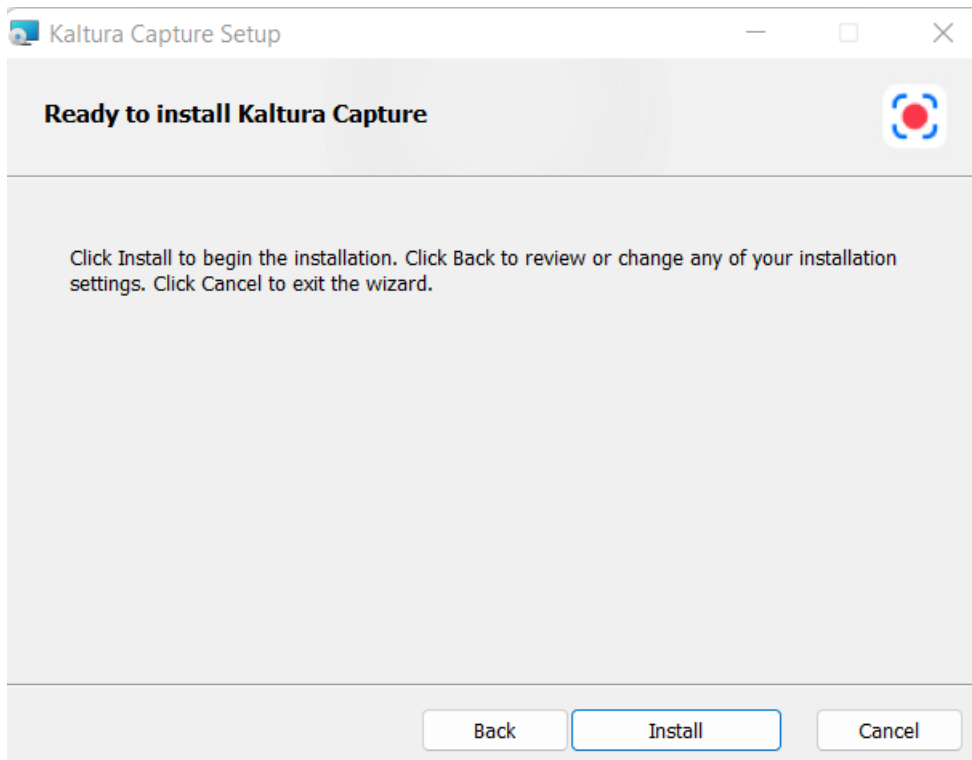 Kaltura Capture Setup
Ready to install Kaltura Capture
Click Install to begin the installation. Click Back to review or change any of your installation
settings. Click Cancel to exit the wizard.
Back Install Cancel